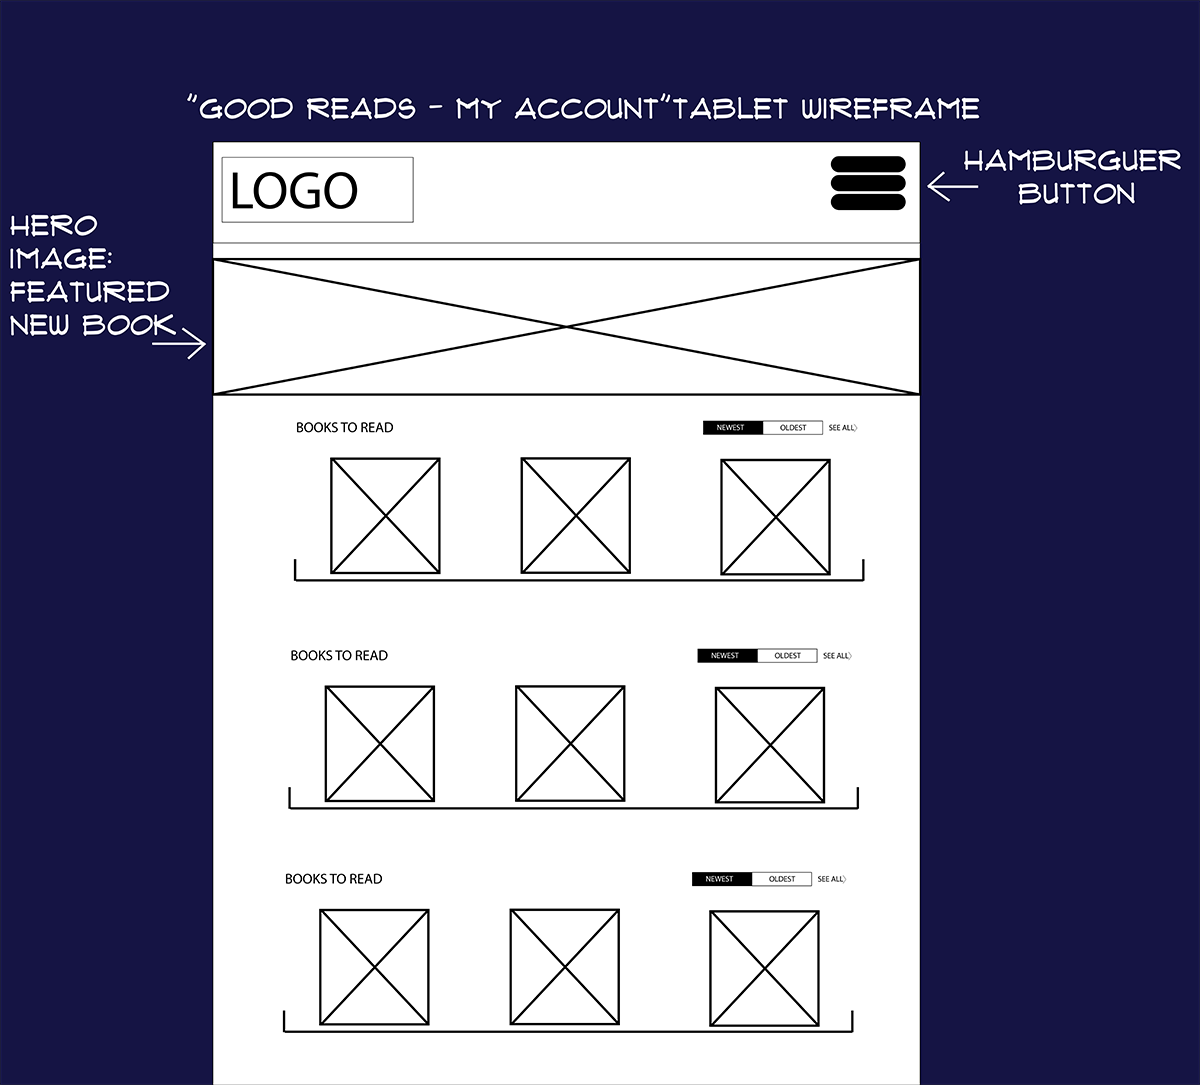 "GOOD READS - MY ACCOUNT"TABLET WIREFRAME
LOGO
HAMBURGUER
BUTTON
HERO
IMAGE:
FEATURED
NEW BOOK
BOOKS TO READ
NEWEST OLDEST SEE ALL>
BOOKS TO READ
NEWEST OLDEST SEE ALL>
BOOKS TO READ
NEWEST OLDEST SEE ALL>